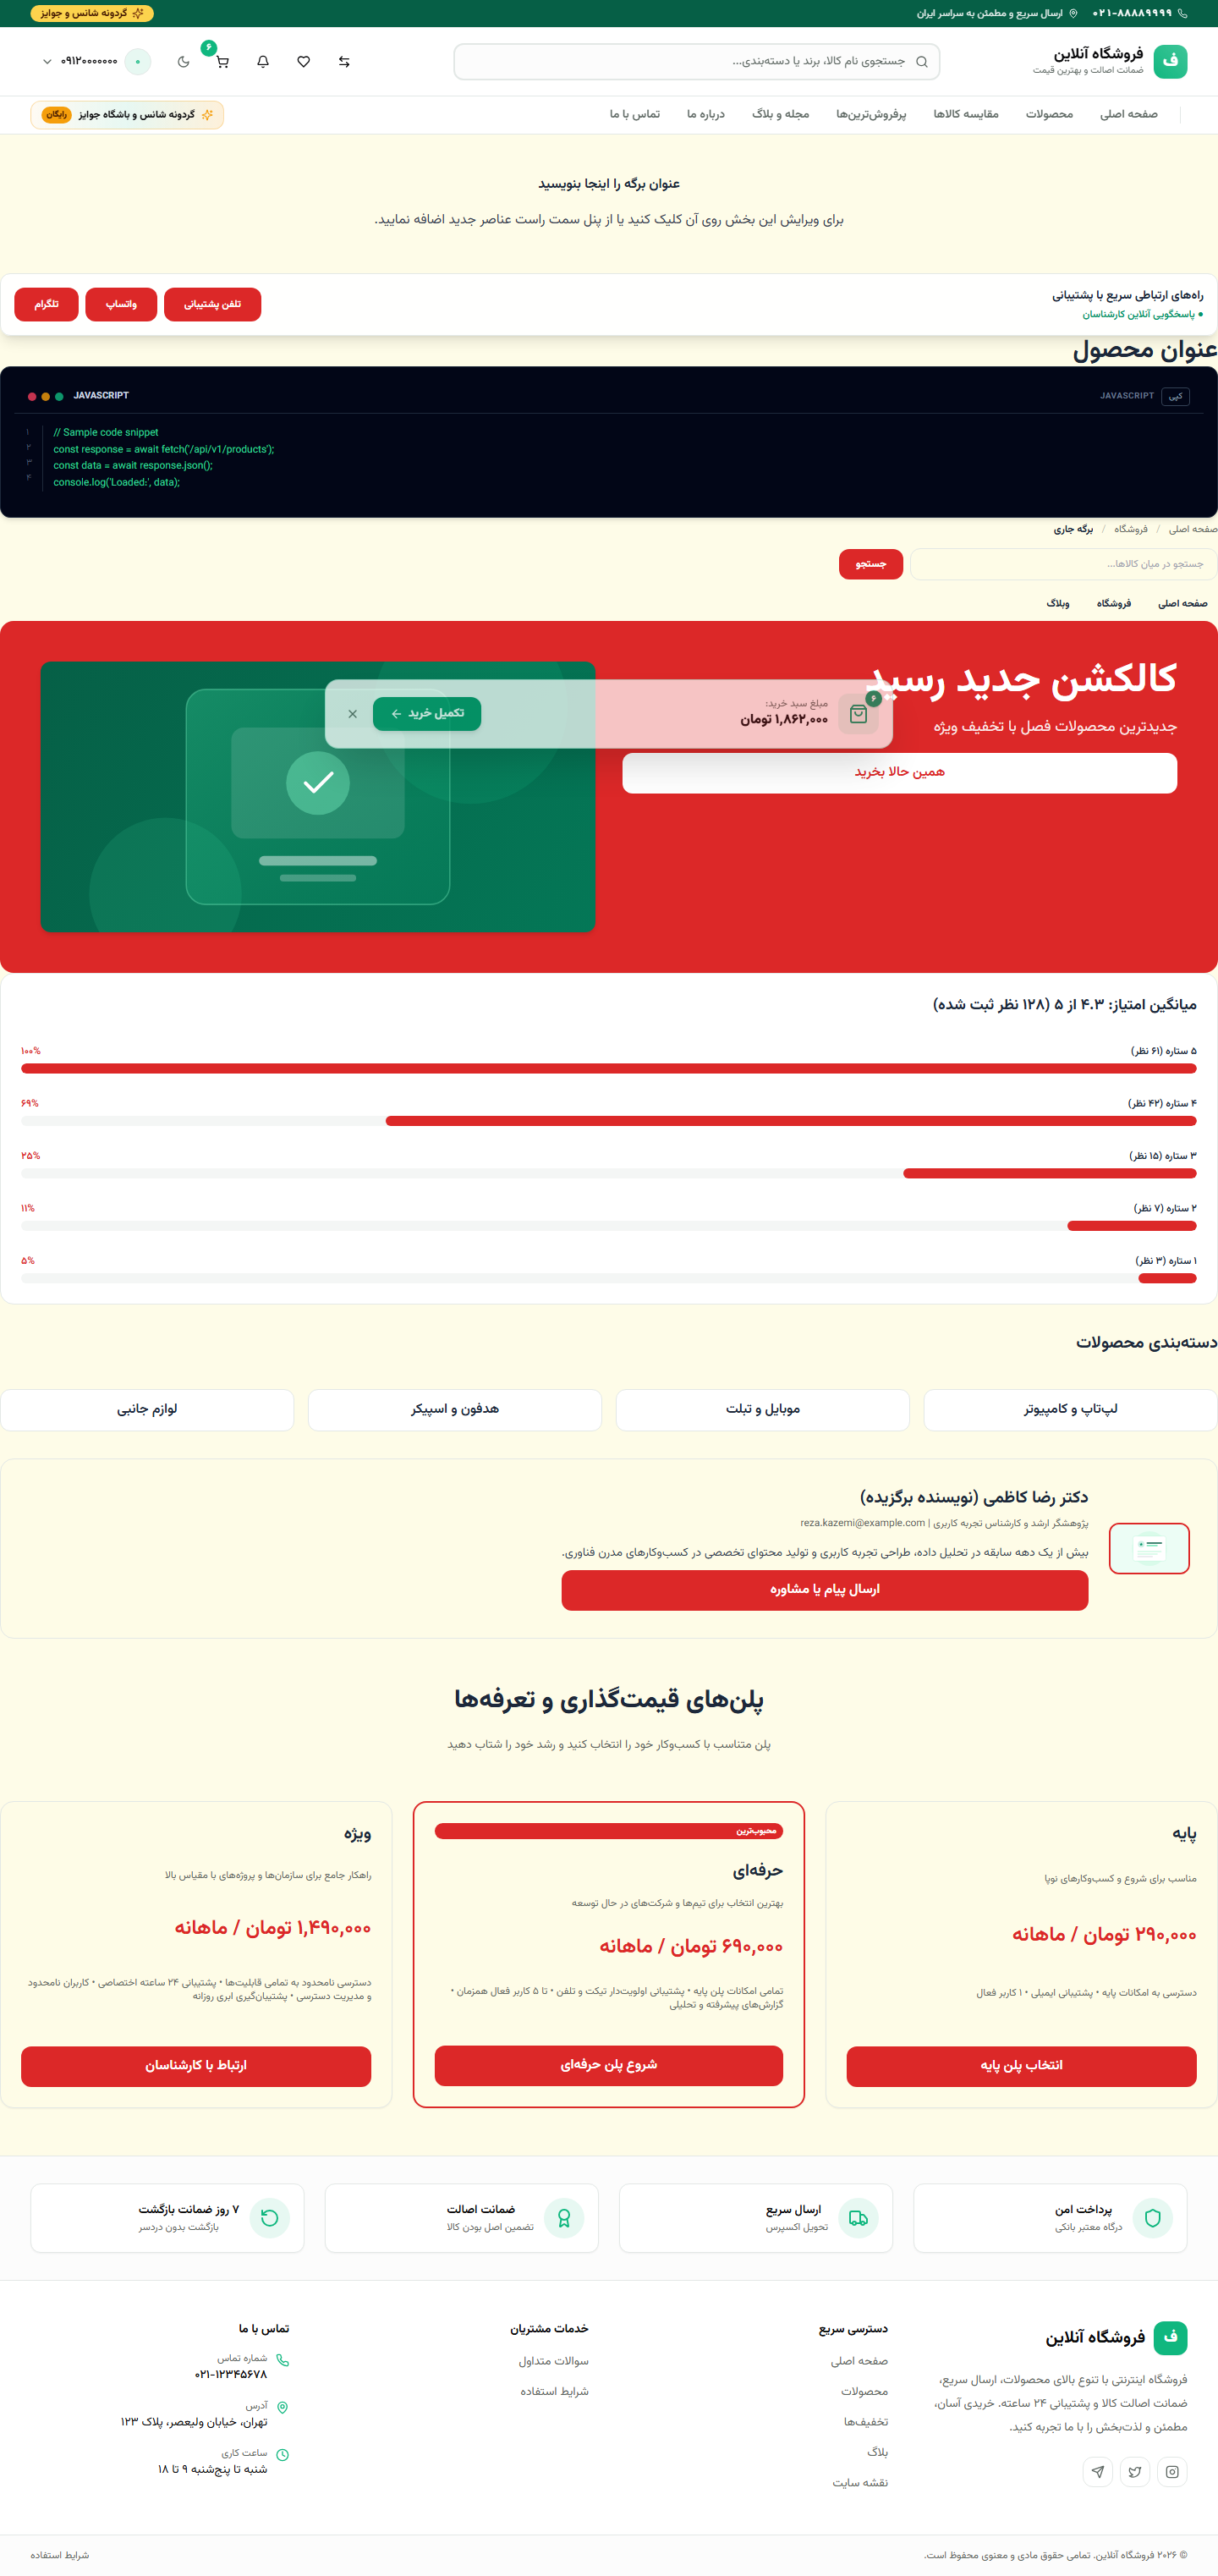 ۰۲۱-۸۸۸۸۹۹۹۹
ارسال سریع و مطمئن به سراسر ایران
گردونه شانس و جوایز
ف
فروشگاه آنلاین
ضمانت اصالت و بهترین قیمت
جستجوی نام کالا، برند یا دسته‌بندی...
۶
۰
۰۹۱۲۰۰۰۰۰۰۰
صفحه اصلی
محصولات
مقایسه کالاها
پرفروش‌ترین‌ها
مجله و بلاگ
درباره ما
تماس با ما
گردونه شانس و باشگاه جوایز
رایگان
عنوان برگه را اینجا بنویسید
برای ویرایش این بخش روی آن کلیک کنید یا از پنل سمت راست عناصر جدید اضافه نمایید.
راه‌های ارتباطی سریع با پشتیبانی
● پاسخگویی آنلاین کارشناسان
تلفن پشتیبانی
واتساپ
تلگرام
عنوان محصول
JAVASCRIPT
کپی
JAVASCRIPT
۱
// Sample code snippet
۲
const response = await fetch('/api/v1/products');
۳
const data = await response.json();
۴
console.log('Loaded:', data);
صفحه اصلی / فروشگاه / برگه جاری
جستجو در میان کالاها...
جستجو
صفحه اصلی
فروشگاه
وبلاگ
کالکشن جدید رسید
جدیدترین محصولات فصل با تخفیف ویژه
همین حالا بخرید
۶
مبلغ سبد خرید:
۱,۸۶۲,۰۰۰ تومان
تکمیل خرید
میانگین امتیاز: ۴.۳ از ۵ (۱۲۸ نظر ثبت شده)
۵ ستاره (۶۱ نظر)
۱۰۰%
۴ ستاره (۴۲ نظر)
۶۹%
۳ ستاره (۱۵ نظر)
۲۵%
۲ ستاره (۷ نظر)
۱۱%
۱ ستاره (۳ نظر)
۵%
دسته‌بندی محصولات
لپ‌تاپ و کامپیوتر
موبایل و تبلت
هدفون و اسپیکر
لوازم جانبی
دکتر رضا کاظمی (نویسنده برگزیده)
پژوهشگر ارشد و کارشناس تجربه کاربری | reza.kazemi@example.com
بیش از یک دهه سابقه در تحلیل داده، طراحی تجربه کاربری و تولید محتوای تخصصی در کسب‌وکارهای مدرن فناوری.
ارسال پیام یا مشاوره
پلن‌های قیمت‌گذاری و تعرفه‌ها
پلن متناسب با کسب‌وکار خود را انتخاب کنید و رشد خود را شتاب دهید
پایه
مناسب برای شروع و کسب‌وکارهای نوپا
۲۹۰,۰۰۰ تومان / ماهانه
دسترسی به امکانات پایه • پشتیبانی ایمیلی • ۱ کاربر فعال
انتخاب پلن پایه
محبوب‌ترین
حرفه‌ای
بهترین انتخاب برای تیم‌ها و شرکت‌های در حال توسعه
۶۹۰,۰۰۰ تومان / ماهانه
تمامی امکانات پلن پایه • پشتیبانی اولویت‌دار تیکت و تلفن • تا ۵ کاربر فعال همزمان •
گزارش‌های پیشرفته و تحلیلی
شروع پلن حرفه‌ای
ویژه
راهکار جامع برای سازمان‌ها و پروژه‌های با مقیاس بالا
۱,۴۹۰,۰۰۰ تومان / ماهانه
دسترسی نامحدود به تمامی قابلیت‌ها • پشتیبانی ۲۴ ساعته اختصاصی • کاربران نامحدود
و مدیریت دسترسی • پشتیبان‌گیری ابری روزانه
ارتباط با کارشناسان
پرداخت امن
درگاه معتبر بانکی
ارسال سریع
تحویل اکسپرس
ضمانت اصالت
تضمین اصل بودن کالا
۷ روز ضمانت بازگشت
بازگشت بدون دردسر
ف
فروشگاه آنلاین
فروشگاه اینترنتی با تنوع بالای محصولات، ارسال سریع،
ضمانت اصالت کالا و پشتیبانی ۲۴ ساعته. خریدی آسان،
مطمئن و لذت‌بخش را با ما تجربه کنید.
دسترسی سریع
صفحه اصلی
محصولات
تخفیف‌ها
بلاگ
نقشه سایت
خدمات مشتریان
سوالات متداول
شرایط استفاده
تماس با ما
شماره تماس
۰۲۱-۱۲۳۴۵۶۷۸
آدرس
تهران، خیابان ولیعصر، پلاک ۱۲۳
ساعت کاری
شنبه تا پنج‌شنبه ۹ تا ۱۸
© ۲۰۲۶ فروشگاه آنلاین. تمامی حقوق مادی و معنوی محفوظ است.
شرایط استفاده